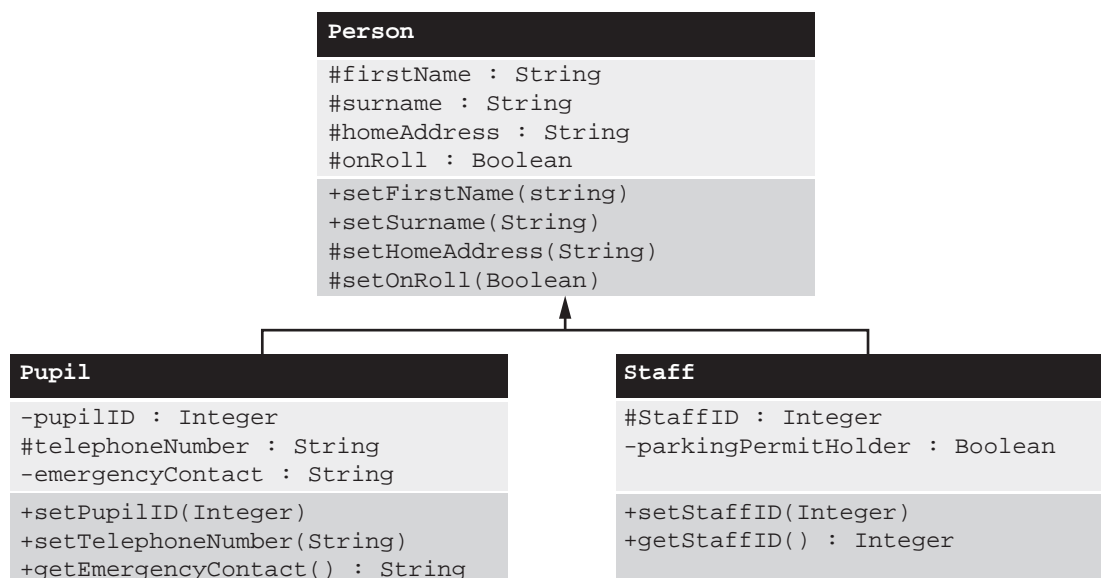 Person
#firstName : String
#surname : String
#homeAddress : String
#onRoll : Boolean
+setFirstName(string)
+setSurname(String)
#setHomeAddress(String)
#setOnRoll(Boolean)
Pupil
-pupilID : Integer
#telephoneNumber : String
-emergencyContact : String
+setPupilID(Integer)
+setTelephoneNumber(String)
+getEmergencyContact() : String
Staff
#StaffID : Integer
-parkingPermitHolder : Boolean
+setStaffID(Integer)
+getStaffID() : Integer